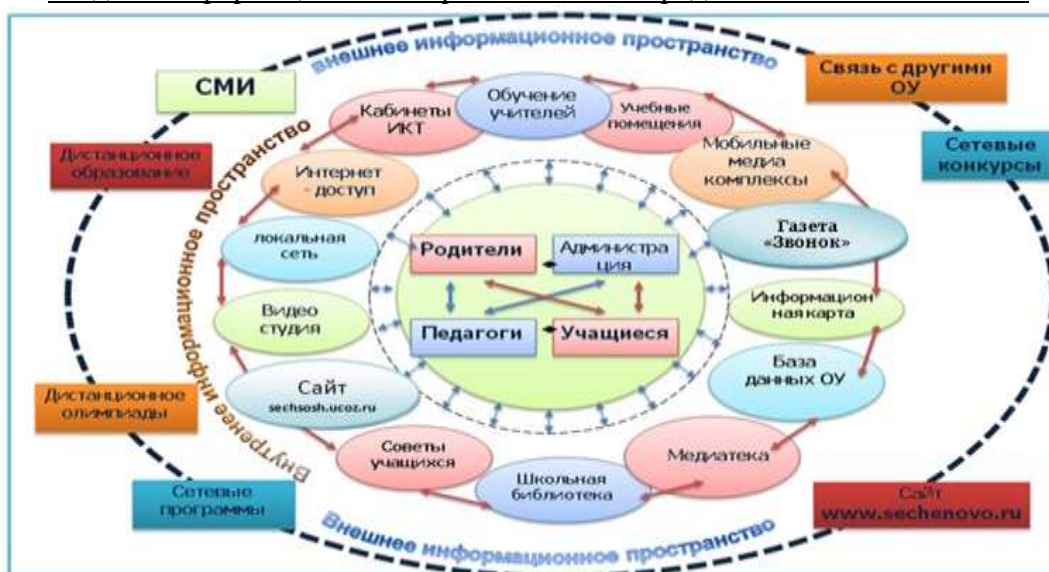 внешнее информационное пространство
СМИ
Связь с другими
ОУ
Дистанционное
образование
Сетевые
конкурсы
Внутренее информационное пространство
Кабинеты
ИКТ
Обучение
учителей
Учебные
помещения
Мобильные
медиа
комплексы
Интернет
- доступ
Газета
«Звонок»
локальная
сеть
Родители
Администра
ция
Информацион
ная карта
Видео
студия
Педагоги
Учащиеся
База
данных ОУ
Сайт
sechsosh.ucoz.ru
Дистанционное
олимпиады
Советы
учащихся
Школьная
библиотека
Медиатека
Сетевые
программы
Сайт
www.sechenovo.ru
Внешнее информационное пространство